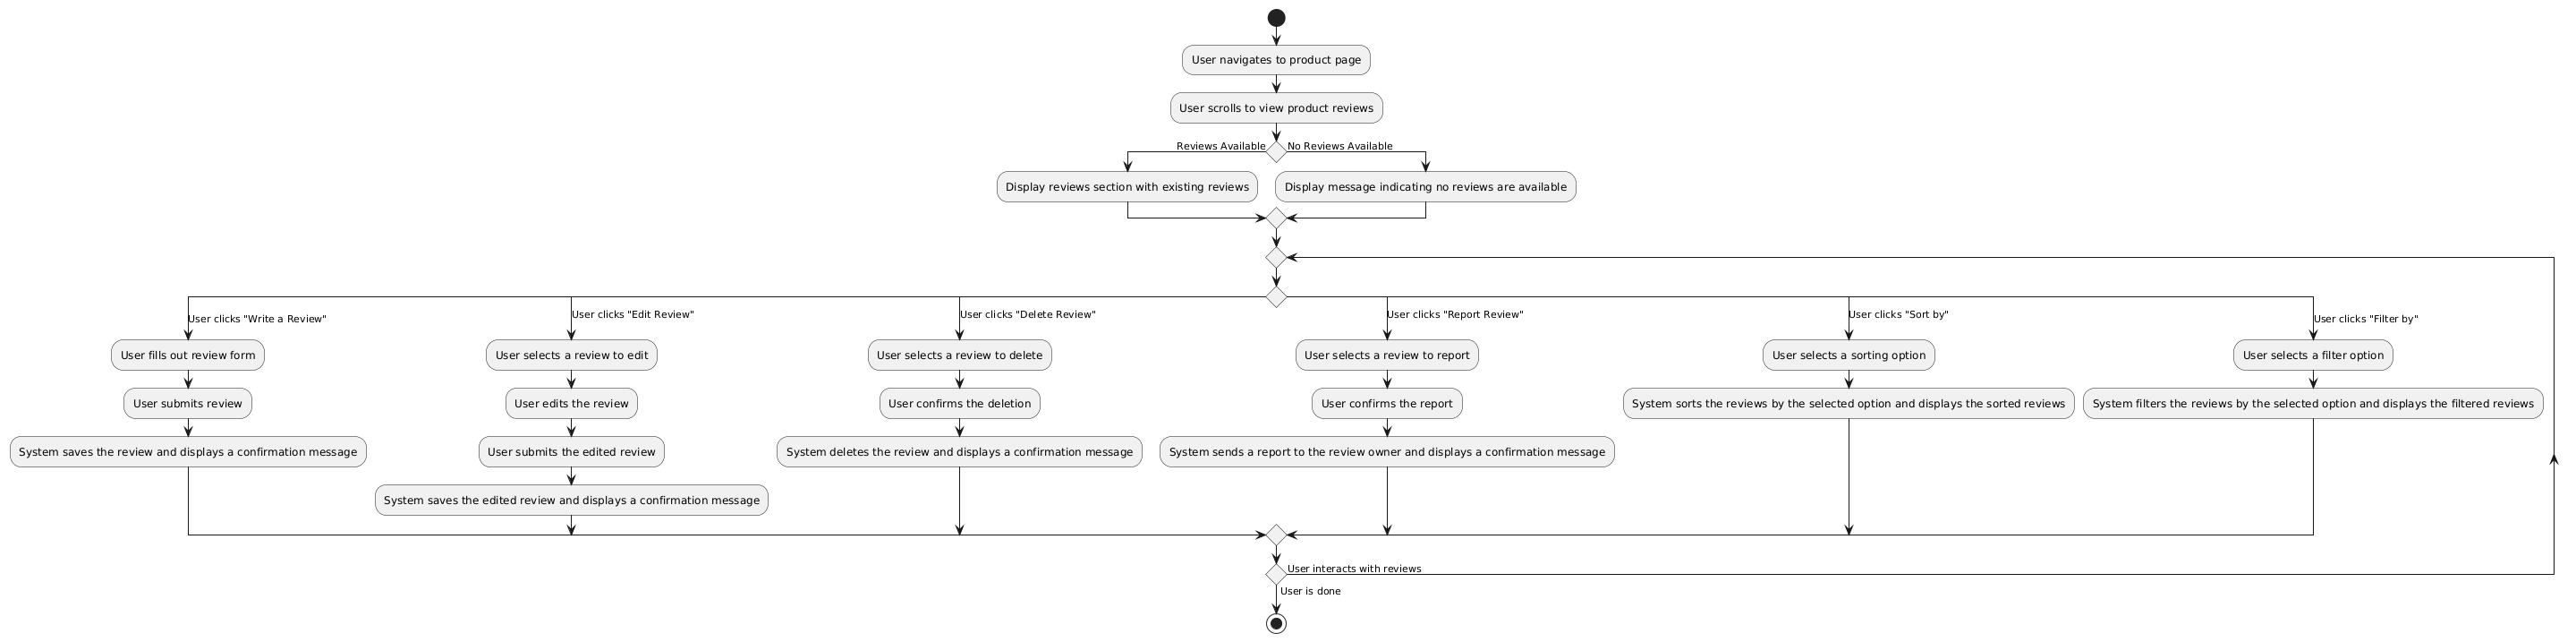 User navigates to product page
User scrolls to view product reviews
Reviews Available
No Reviews Available
Display reviews section with existing reviews
Display message indicating no reviews are available
User clicks "Write a Review"
User fills out review form
User submits review
System saves the review and displays a confirmation message
User clicks "Edit Review"
User selects a review to edit
User edits the review
User submits the edited review
System saves the edited review and displays a confirmation message
User clicks "Delete Review"
User selects a review to delete
User confirms the deletion
System deletes the review and displays a confirmation message
User clicks "Report Review"
User selects a review to report
User confirms the report
System sends a report to the review owner and displays a confirmation message
User clicks "Sort by"
User selects a sorting option
System sorts the reviews by the selected option and displays the sorted reviews
User clicks "Filter by"
User selects a filter option
System filters the reviews by the selected option and displays the filtered reviews
User interacts with reviews
User is done